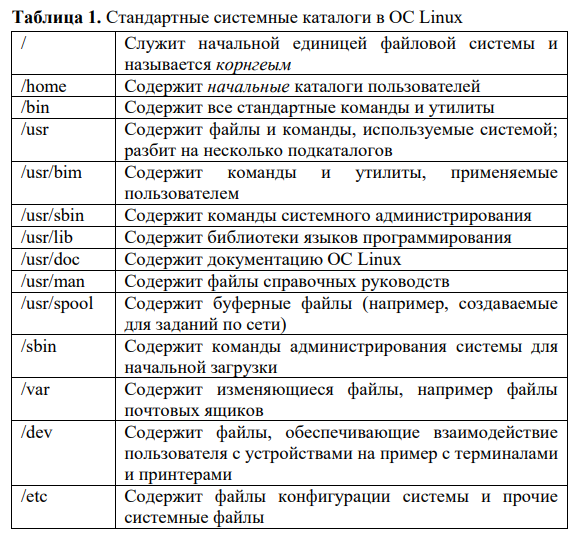 Таблица 1. Стандартные системные каталоги в ОС Linux
/ Служит начальной единицей файловой системы и
называется корнгеым
/home Содержит начальные каталоги пользователей
/bin Содержит все стандартные команды и утилиты
/usr Содержит файлы и команды, используемые системой;
разбит на несколько подкаталогов
/usr/bim Содержит команды и утилиты, применяемые
пользователем
/usr/sbin Содержит команды системного администрирования
/usr/lib Содержит библиотеки языков программирования
/usr/doc Содержит документацию ОС Linux
/usr/man Содержит файлы справочных руководств
/usr/spool Содержит буферные файлы (например, создаваемые
для заданий по сети)
/sbin Содержит команды администрирования системы для
начальной загрузки
/var Содержит изменяющиеся файлы, например файлы
почтовых ящиков
/dev Содержит файлы, обеспечивающие взаимодействие
пользователя с устройствами на пример с терминалами
и принтерами
/etc Содержит файлы конфигурации системы и прочие
системные файлы